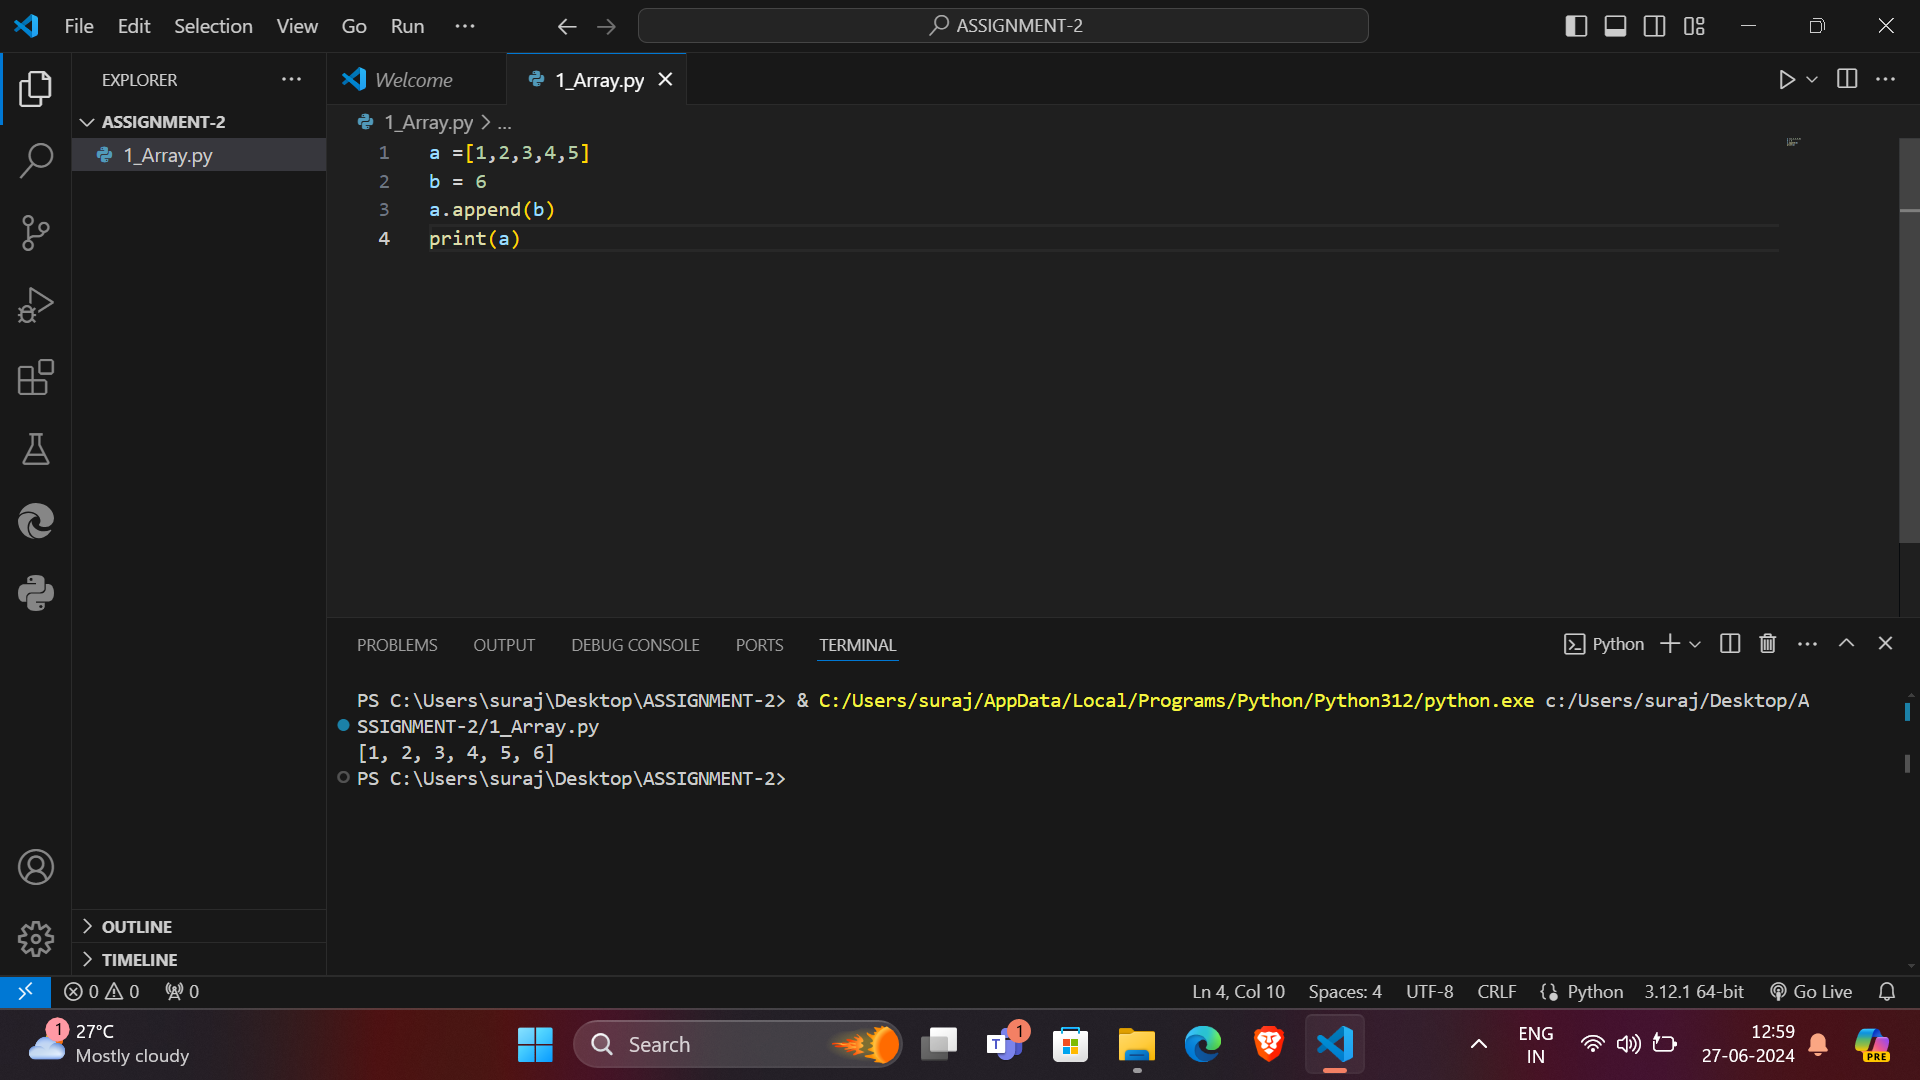 File Edit Selection View Go Run ...
ASSIGNMENT-2
EXPLORER
Welcome
1_Array.py
ASSIGNMENT-2
1_Array.py
1_Array.py > ...
1 a =[1,2,3,4,5]
2 b = 6
3 a.append(b)
4 print(a)
PROBLEMS OUTPUT DEBUG CONSOLE PORTS TERMINAL
Python
PS C:\Users\suraj\Desktop\ASSIGNMENT-2> & C:/Users/suraj/AppData/Local/Programs/Python/Python312/python.exe c:/Users/suraj/Desktop/A
SSIGNMENT-2/1_Array.py
[1, 2, 3, 4, 5, 6]
PS C:\Users\suraj\Desktop\ASSIGNMENT-2>
OUTLINE
TIMELINE
0 0 0
Ln 4, Col 10 Spaces: 4 UTF-8 CRLF {} Python 3.12.1 64-bit Go Live
1
27°C
Mostly cloudy
Search
T
1
ENG
IN
12:59
27-06-2024
PRE